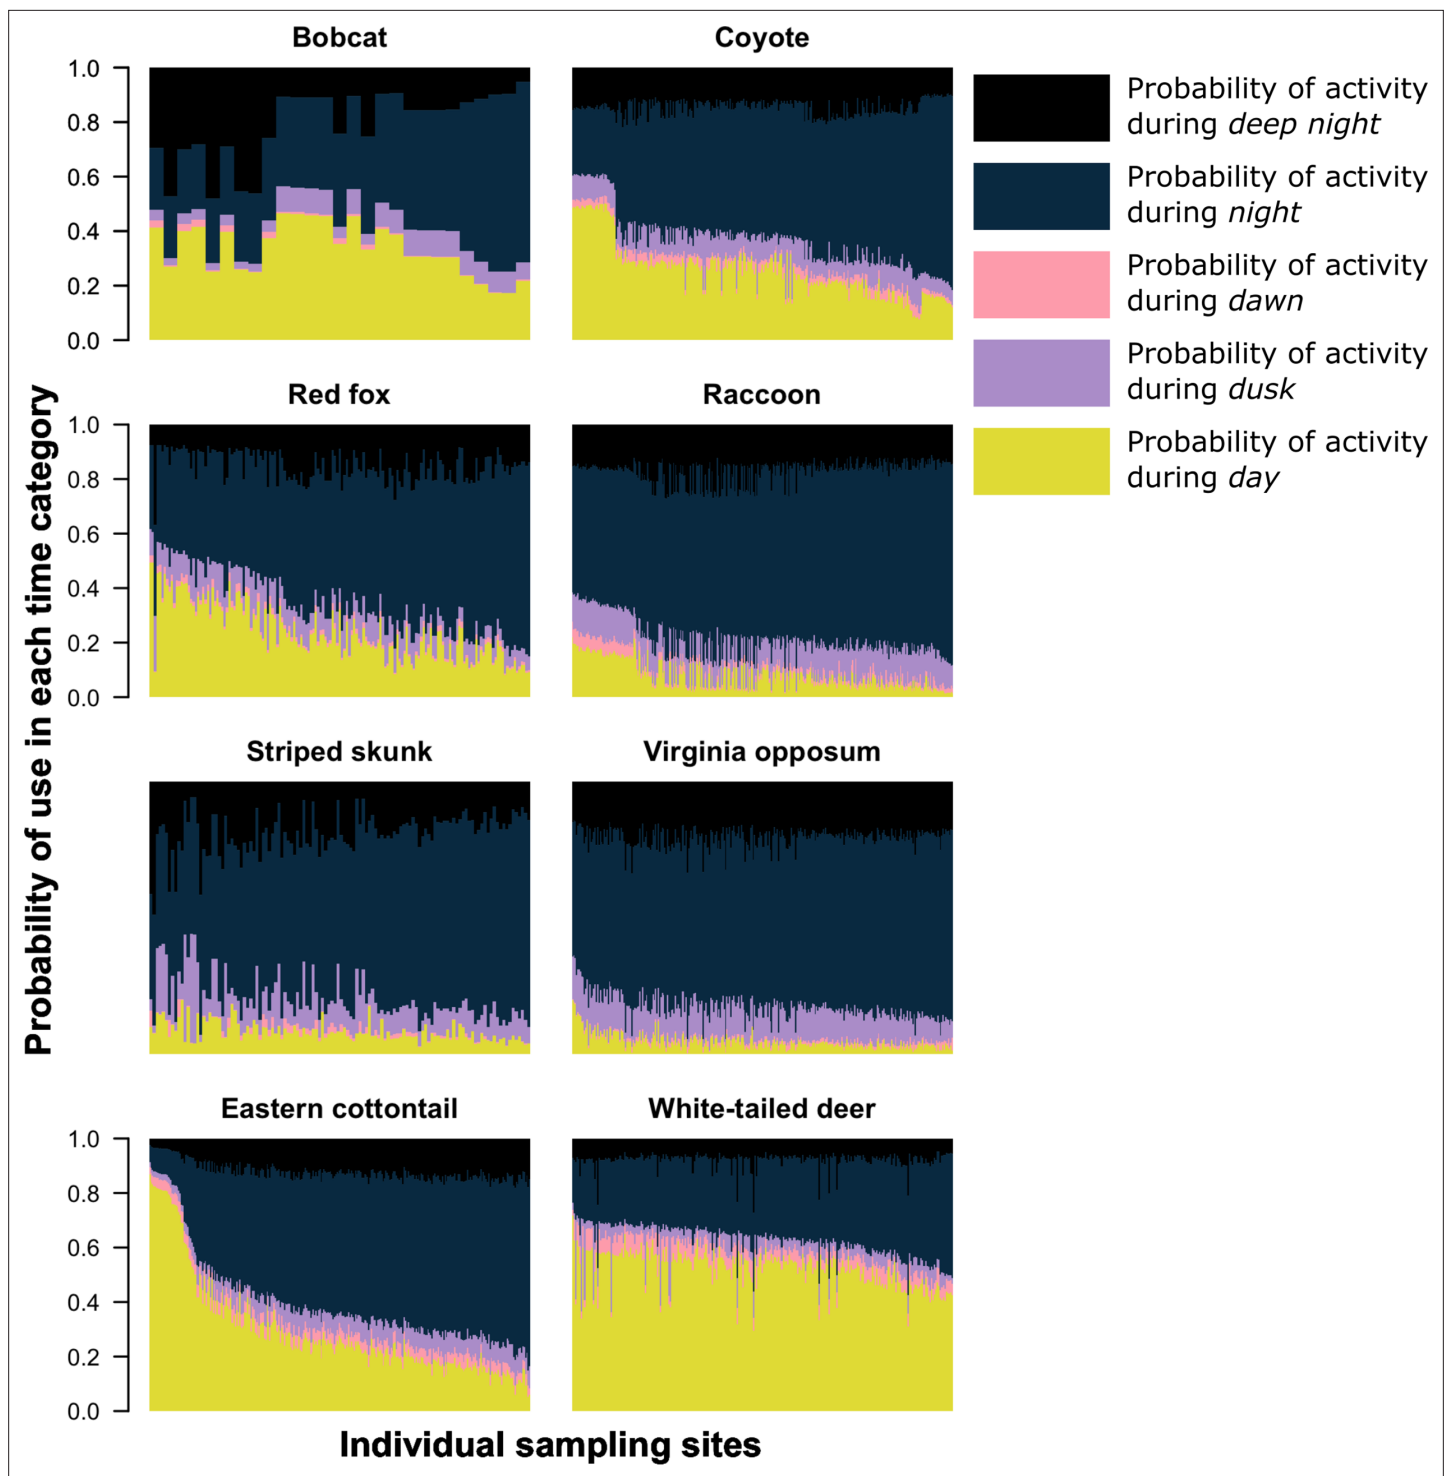 Bobcat
Coyote
1.0
0.8
0.6
0.4
0.2
0.0
Probability of activity
during deep night
Probability of activity
during night
Probability of activity
during dawn
Probability of activity
during dusk
Probability of activity
during day
Red fox
Raccoon
1.0
0.8
0.6
0.4
0.2
0.0
Probability of use in each time category
Striped skunk
Virginia opposum
Eastern cottontail
White-tailed deer
1.0
0.8
0.6
0.4
0.2
0.0
Individual sampling sites